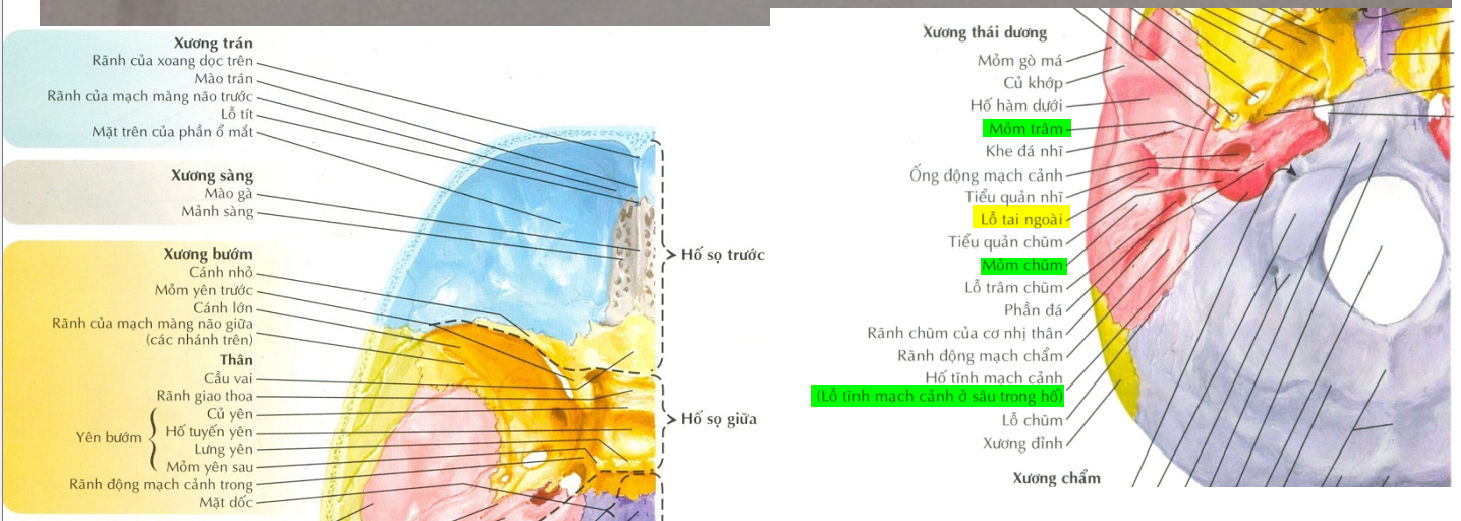 Xương trán
Rãnh của xoang dọc trên
Mào trán
Rãnh của mạch màng não trước
Lỗ tịt
Mặt trên của phần ổ mắt
Xương sàng
Mào gà
Mảnh sàng
Xương bướm
Cánh nhỏ
Mỏm yên trước
Cánh lớn
Rãnh của mạch màng não giữa
(các nhánh trên)
Thân
Cầu vai
Rãnh giao thoa
Yên bướm
Củ yên
Hố tuyến yên
Lưng yên
Mỏm yên sau
Rãnh động mạch cảnh trong
Mặt dốc
Hố sọ trước
Hố sọ giữa
Xương thái dương
Mỏm gò má
Củ khớp
Hố hàm dưới
Mỏm trâm
Khe đá nhĩ
Ống động mạch cảnh
Tiểu quản nhĩ
Lỗ tai ngoài
Tiểu quản chũm
Mỏm chũm
Lỗ trâm chũm
Phần đá
Rãnh chũm của cơ nhị thân
Rãnh động mạch chẩm
Hố tĩnh mạch cảnh
(Lỗ tĩnh mạch cảnh ở sâu trong hố)
Lỗ chũm
Xương đỉnh
Xương chẩm